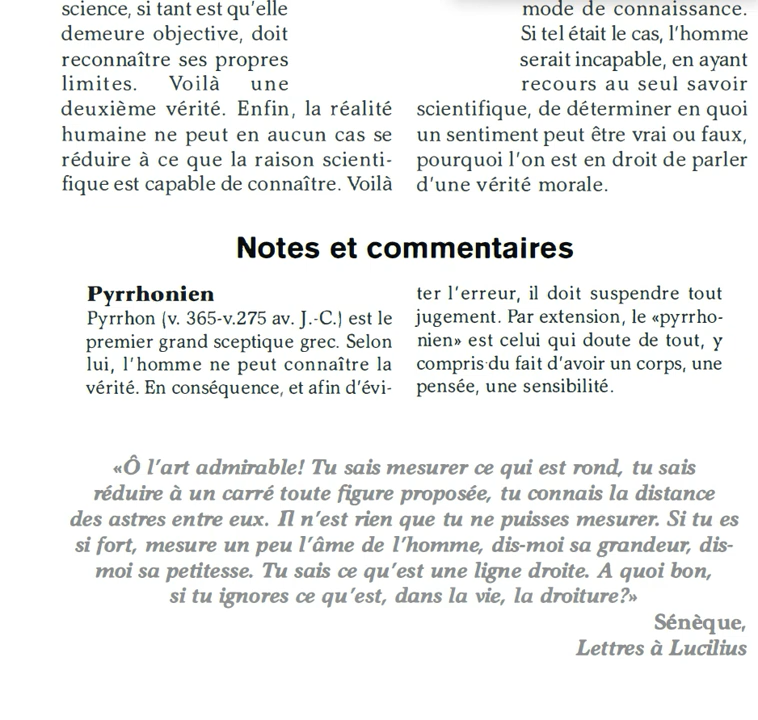 science, si tant est qu'elle
demeure objective, doit
reconnaître ses propres
limites. Voilà une
deuxième vérité. Enfin, la réalité
humaine ne peut en aucun cas se
réduire à ce que la raison scienti-
fique est capable de connaître. Voilà
mode de connaissance.
Si tel était le cas, l'homme
serait incapable, en ayant
recours au seul savoir
scientifique, de déterminer en quoi
un sentiment peut être vrai ou faux,
pourquoi l'on est en droit de parler
d'une vérité morale.
Notes et commentaires
Pyrrhonien
Pyrrhon (v. 365-v.275 av. J.-C.) est le
premier grand sceptique grec. Selon
lui, l'homme ne peut connaître la
vérité. En conséquence, et afin d'évi-
ter l'erreur, il doit suspendre tout
jugement. Par extension, le «pyrrho-
nien» est celui qui doute de tout, y
compris du fait d'avoir un corps, une
pensée, une sensibilité.
«Ô l'art admirable! Tu sais mesurer ce qui est rond, tu sais
réduire à un carré toute figure proposée, tu connais la distance
des astres entre eux. Il n'est rien que tu ne puisses mesurer. Si tu es
si fort, mesure un peu l'âme de l'homme, dis-moi sa grandeur, dis-
moi sa petitesse. Tu sais ce qu'est une ligne droite. A quoi bon,
si tu ignores ce qu'est, dans la vie, la droiture?»
Sénèque,
Lettres à Lucilius